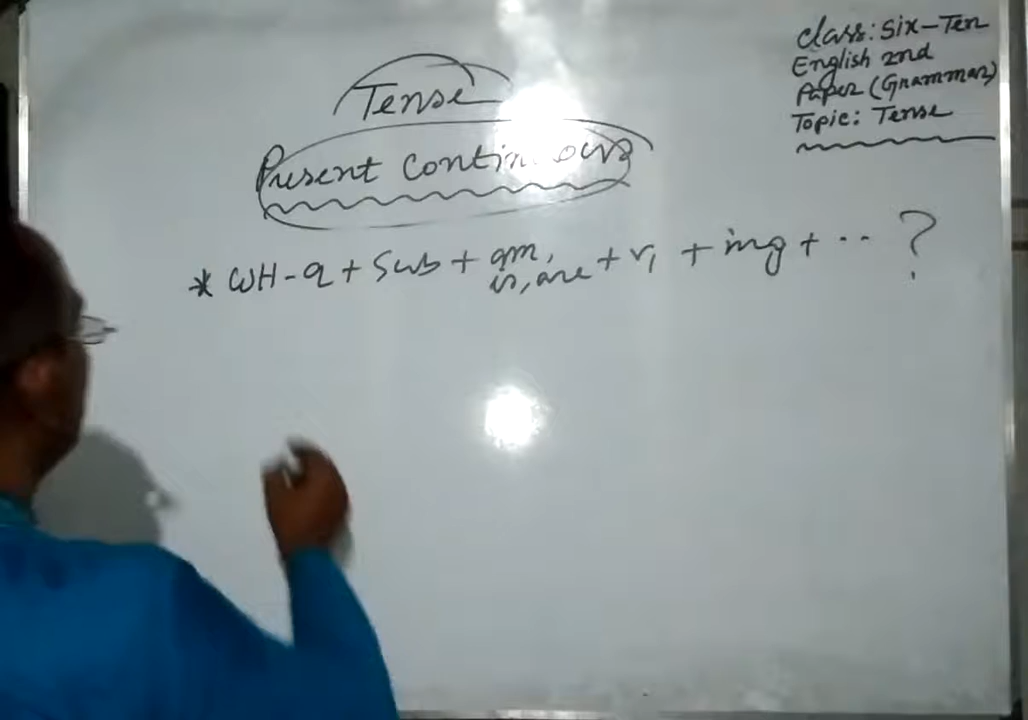 Tense
Present Continuous
* WH-q + Sub + am, is, are + v1 + ing + ... ?
Class: Six-Ten
English 2nd
Paper (Grammar)
Topic: Tense